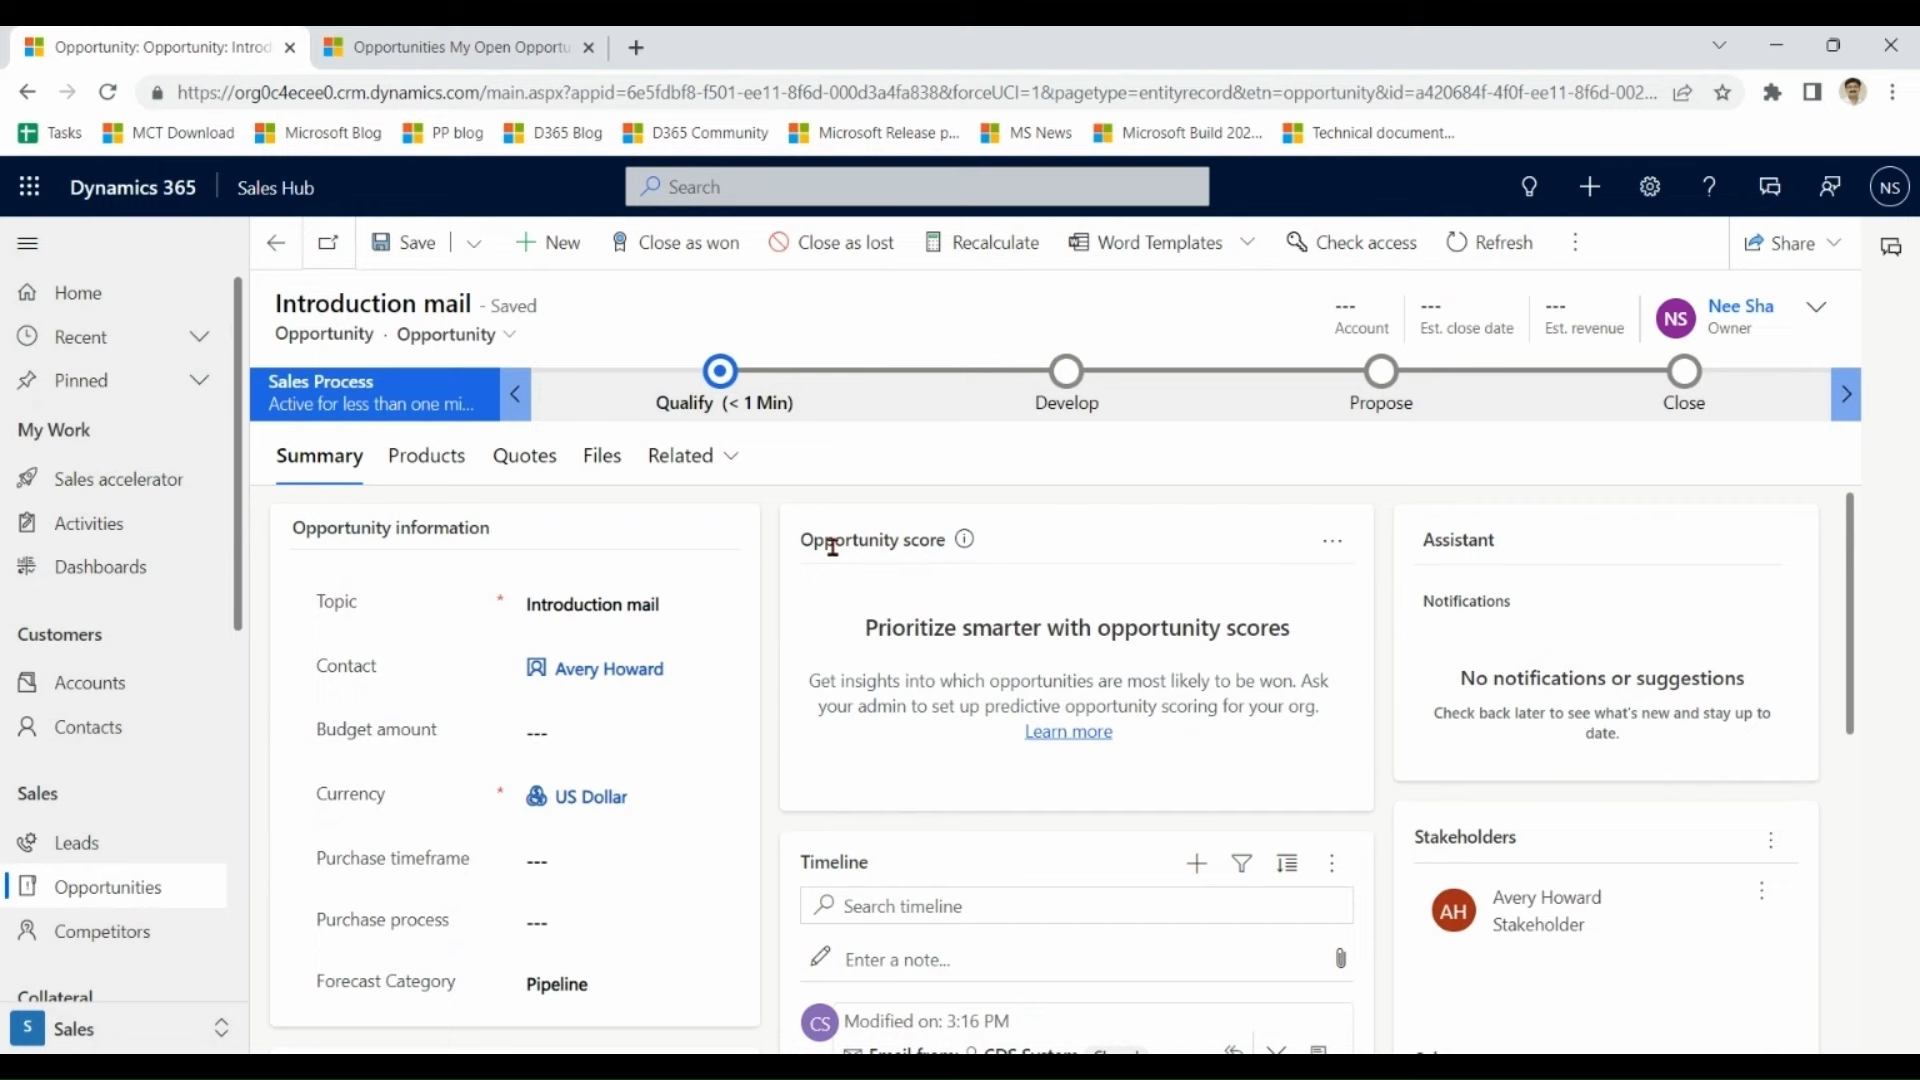 Opportunity: Opportunity: Introd
Opportunities My Open Opportu
https://org0c4ecee0.crm.dynamics.com/main.aspx?appid=6e5fdbf8-f501-ee11-8f6d-000d3a4fa838&forceUCI=1&pagetype=entityrecord&etn=opportunity&id=a420684f-4f0f-ee11-8f6d-002...
Tasks MCT Download Microsoft Blog PP blog D365 Blog D365 Community Microsoft Release p... MS News Microsoft Build 202... Technical document...
Dynamics 365 Sales Hub Search NS
Save New Close as won Close as lost Recalculate Word Templates Check access Refresh Share
Home
Recent
Pinned
My Work
Sales accelerator
Activities
Dashboards
Customers
Accounts
Contacts
Sales
Leads
Opportunities
Competitors
Collateral
S Sales
Introduction mail - Saved
Opportunity · Opportunity
--- Account
--- Est. close date
--- Est. revenue
NS Nee Sha
Owner
Sales Process
Active for less than one mi...
Qualify (< 1 Min) Develop Propose Close
Summary Products Quotes Files Related
Opportunity information
Topic * Introduction mail
Contact Avery Howard
Budget amount ---
Currency * US Dollar
Purchase timeframe ---
Purchase process ---
Forecast Category Pipeline
Opportunity score
Prioritize smarter with opportunity scores
Get insights into which opportunities are most likely to be won. Ask
your admin to set up predictive opportunity scoring for your org.
Learn more
Timeline
Search timeline
Enter a note...
CS Modified on: 3:16 PM
Email from: CDS System Closed
Assistant
Notifications
No notifications or suggestions
Check back later to see what's new and stay up to
date.
Stakeholders
AH Avery Howard
Stakeholder